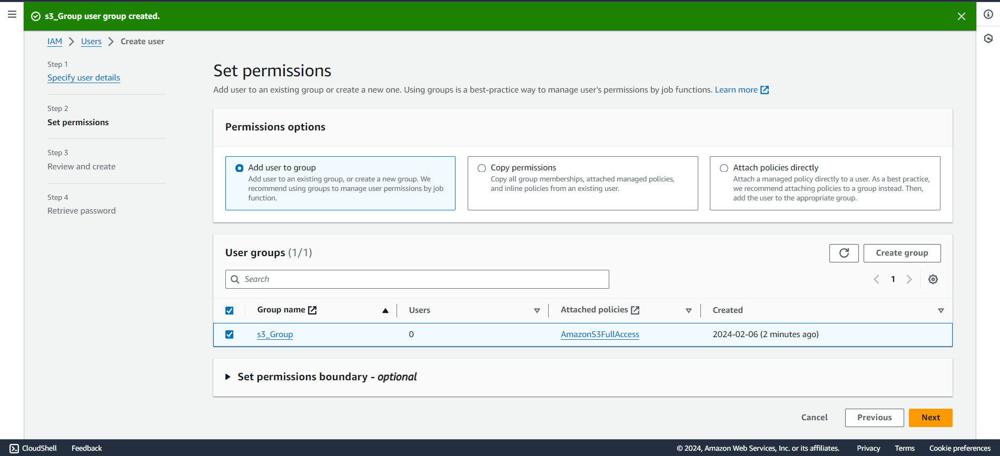 s3_Group user group created.
IAM Users Create user
Step 1
Specify user details
Step 2
Set permissions
Step 3
Review and create
Step 4
Retrieve password
Set permissions
Add user to an existing group or create a new one. Using groups is a best-practice way to manage user's permissions by job functions. Learn more
Permissions options
Add user to group
Add user to an existing group, or create a new group. We
recommend using groups to manage user permissions by job
function.
Copy permissions
Copy all group memberships, attached managed policies,
and inline policies from an existing user.
Attach policies directly
Attach a managed policy directly to a user. As a best practice,
we recommend attaching policies to a group instead. Then,
add the user to the appropriate group.
User groups (1/1)
Create group
Search
1
Group name Users Attached policies Created
s3_Group 0 AmazonS3FullAccess 2024-02-06 (2 minutes ago)
Set permissions boundary - optional
Cancel Previous Next
CloudShell Feedback © 2024, Amazon Web Services, Inc. or its affiliates. Privacy Terms Cookie preferences